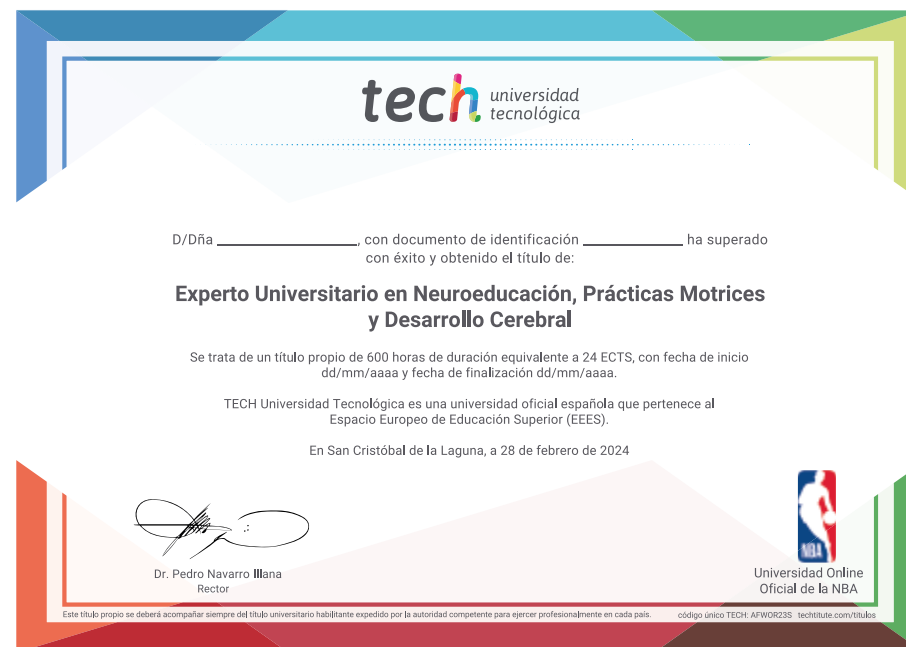 tech universidad
tecnológica
D/Dña ____________________, con documento de identificación ______________ ha superado
con éxito y obtenido el título de:
Experto Universitario en Neuroeducación, Prácticas Motrices
y Desarrollo Cerebral
Se trata de un título propio de 600 horas de duración equivalente a 24 ECTS, con fecha de inicio
dd/mm/aaaa y fecha de finalización dd/mm/aaaa.
TECH Universidad Tecnológica es una universidad oficial española que pertenece al
Espacio Europeo de Educación Superior (EEES).
En San Cristóbal de la Laguna, a 28 de febrero de 2024
Dr. Pedro Navarro Illana
Rector
NBA
Universidad Online
Oficial de la NBA
Este título propio se deberá acompañar siempre del título universitario habilitante expedido por la autoridad competente para ejercer profesionalmente en cada país.
código único TECH: AFWOR23S techtitute.com/titulos